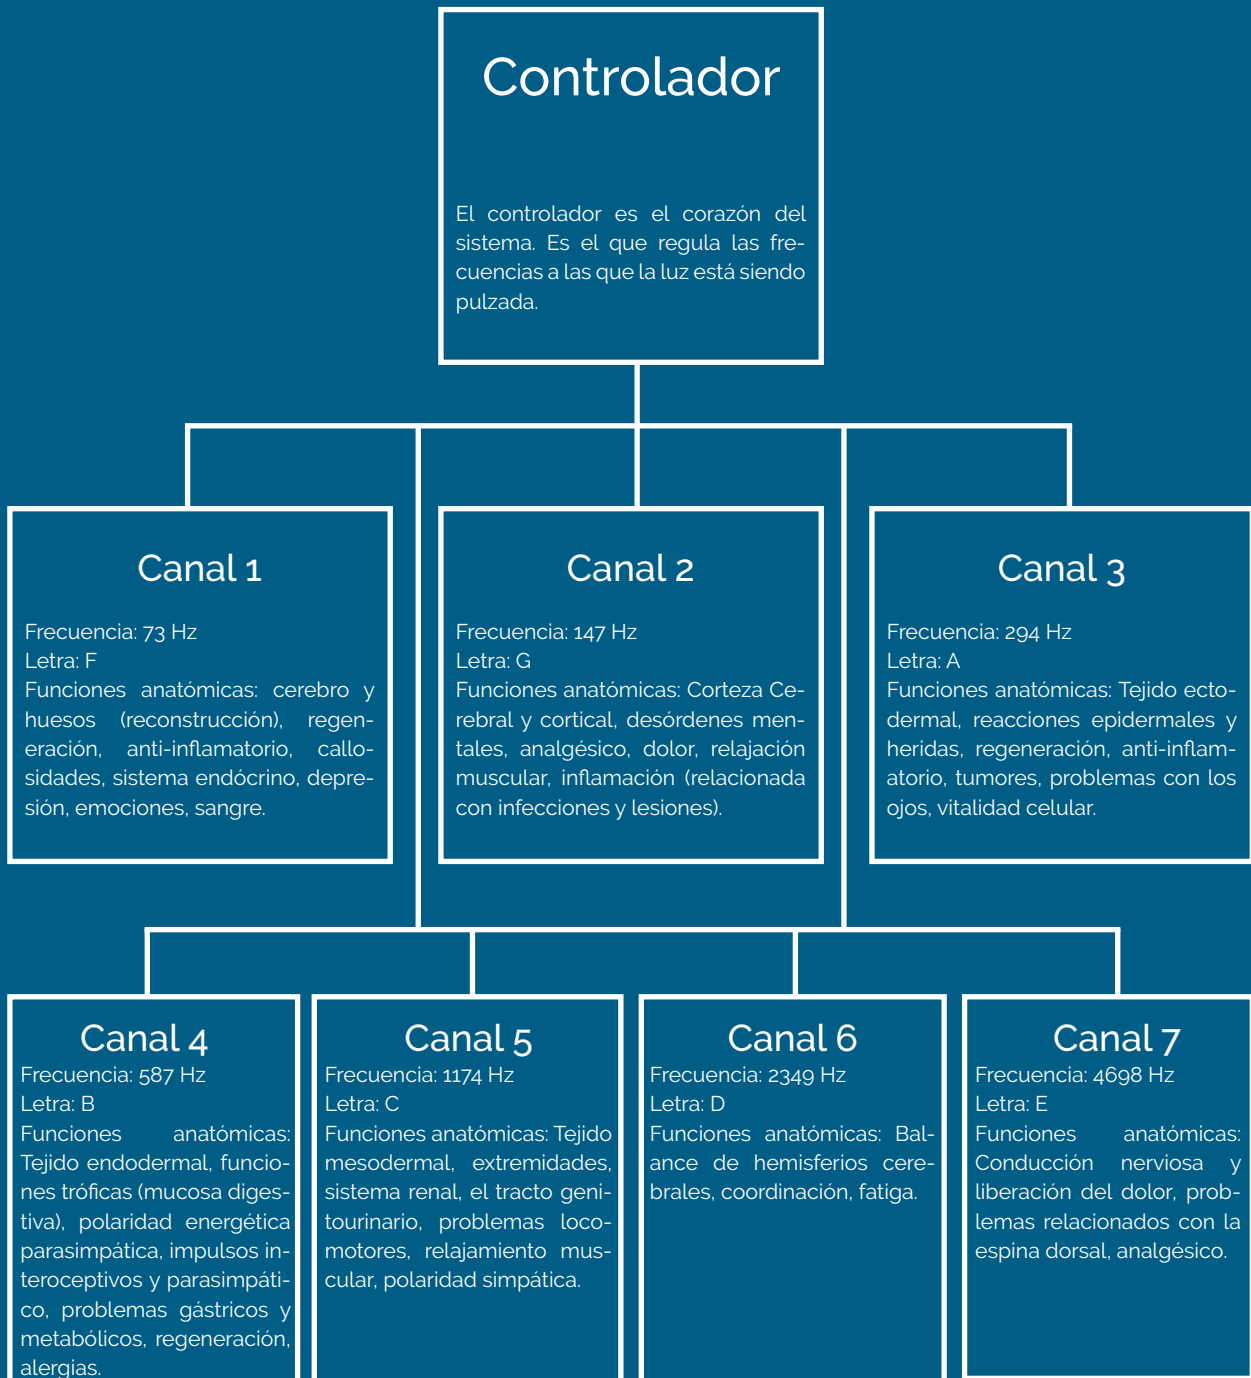 Controlador
El controlador es el corazón del
sistema. Es el que regula las fre-
cuencias a las que la luz está siendo
pulzada.
Canal 1
Frecuencia: 73 Hz
Letra: F
Funciones anatómicas: cerebro y
huesos (reconstrucción), regen-
eración, anti-inflamatorio, callo-
sidades, sistema endócrino, depre-
sión, emociones, sangre.
Canal 2
Frecuencia: 147 Hz
Letra: G
Funciones anatómicas: Corteza Ce-
rebral y cortical, desórdenes men-
tales, analgésico, dolor, relajación
muscular, inflamación (relacionada
con infecciones y lesiones).
Canal 3
Frecuencia: 294 Hz
Letra: A
Funciones anatómicas: Tejido ecto-
dermal, reacciones epidermales y
heridas, regeneración, anti-inflam-
atorio, tumores, problemas con los
ojos, vitalidad celular.
Canal 4
Frecuencia: 587 Hz
Letra: B
Funciones anatómicas:
Tejido endodermal, funcio-
nes tróficas (mucosa diges-
tiva), polaridad energética
parasimpática, impulsos in-
teroceptivos y parasimpáti-
co, problemas gástricos y
metabólicos, regeneración,
alergias.
Canal 5
Frecuencia: 1174 Hz
Letra: C
Funciones anatómicas: Tejido
mesodermal, extremidades,
sistema renal, el tracto geni-
tourinario, problemas loco-
motores, relajamiento mus-
cular, polaridad simpática.
Canal 6
Frecuencia: 2349 Hz
Letra: D
Funciones anatómicas: Bal-
ance de hemisferios cere-
brales, coordinación, fatiga.
Canal 7
Frecuencia: 4698 Hz
Letra: E
Funciones anatómicas:
Conducción nerviosa y
liberación del dolor, prob-
lemas relacionados con la
espina dorsal, analgésico.